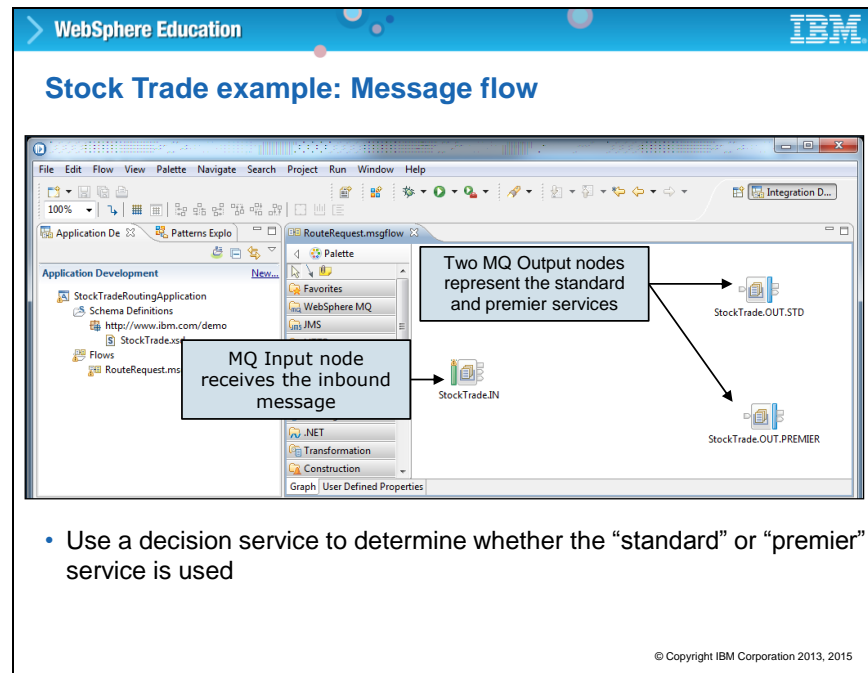 WebSphere Education
IBM
Stock Trade example: Message flow
File Edit Flow View Palette Navigate Search Project Run Window Help
100%
Integration D...
Application De
Patterns Explo
RouteRequest.msgflow
Application Development
New...
StockTradeRoutingApplication
Schema Definitions
http://www.ibm.com/demo
StockTrade.xsd
Flows
RouteRequest.ms
Palette
Favorites
WebSphere MQ
JMS
.NET
Transformation
Construction
Graph
User Defined Properties
MQ Input node
receives the inbound
message
StockTrade.IN
Two MQ Output nodes
represent the standard
and premier services
StockTrade.OUT.STD
StockTrade.OUT.PREMIER
• Use a decision service to determine whether the “standard” or “premier”
service is used
© Copyright IBM Corporation 2013, 2015